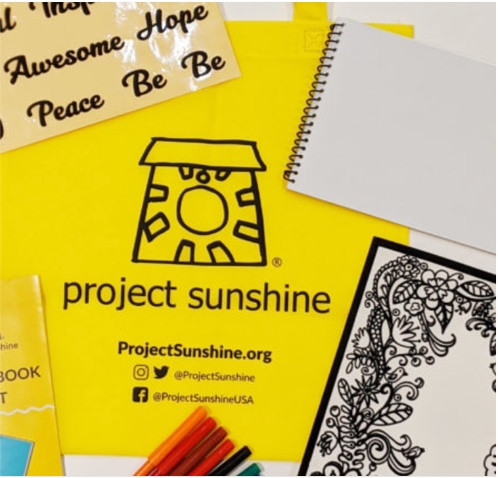 Awesome Hope
Peace Be Be
®
project sunshine
ProjectSunshine.org
@ProjectSunshine
@ProjectSunshineUSA
BOOK